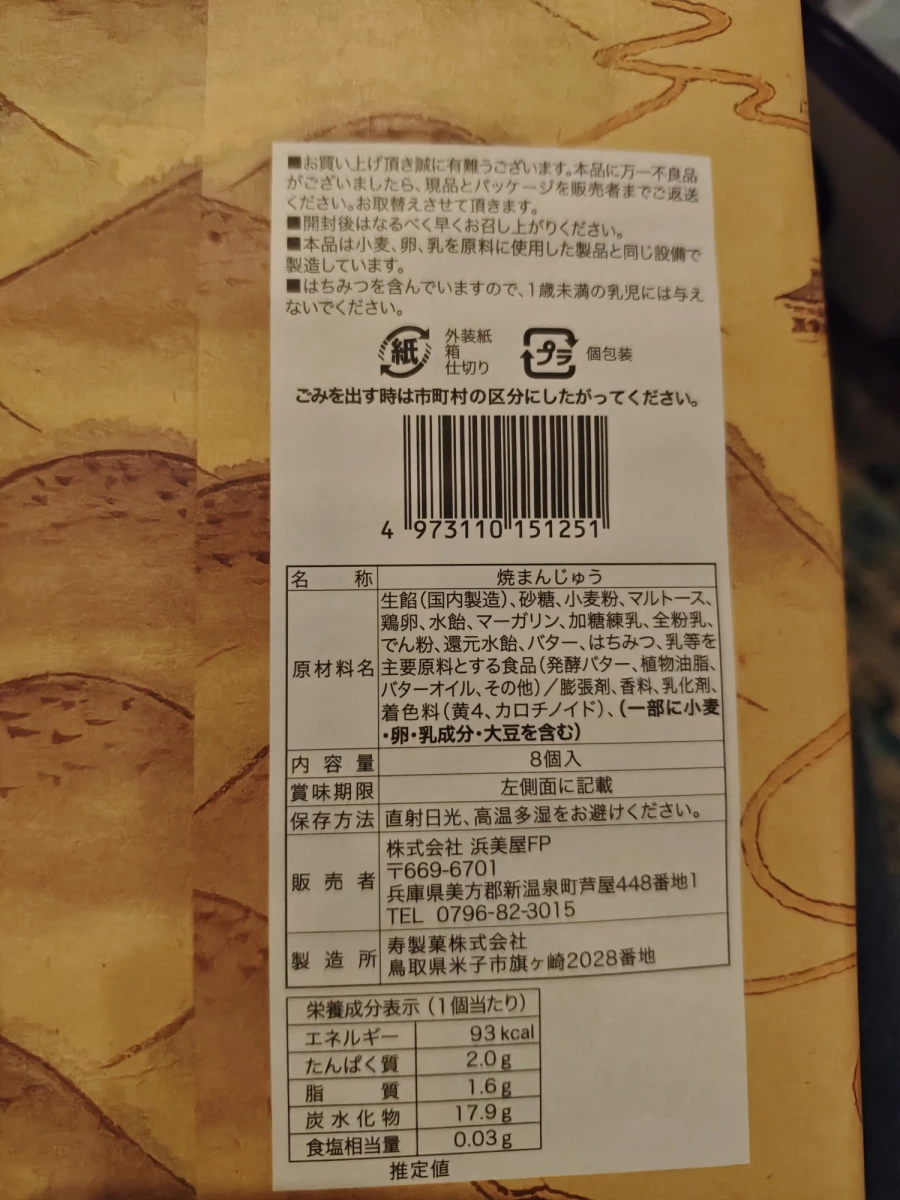 ■お買い上げ頂き誠に有難うございます。本品に万一不良品
がございましたら、現品とパッケージを販売者までご返送
ください。お取替えさせて頂きます。
■開封後はなるべく早くお召し上がりください。
■本品は小麦、卵、乳を原料に使用した製品と同じ設備で
製造しています。
■はちみつを含んでいますので、1歳未満の乳児には与え
ないでください。
紙 外装紙
箱
仕切り
プラ 個包装
ごみを出す時は市町村の区分にしたがってください。
4 973110 151251
名称 焼まんじゅう
原材料名 生餡(国内製造)、砂糖、小麦粉、マルトース、
鶏卵、水飴、マーガリン、加糖練乳、全粉乳、
でん粉、還元水飴、バター、はちみつ、乳等を
主要原料とする食品(発酵バター、植物油脂、
バターオイル、その他)/膨張剤、香料、乳化剤、
着色料(黄4、カロチノイド)、(一部に小麦
・卵・乳成分・大豆を含む)
内容量 8個入
賞味期限 左側面に記載
保存方法 直射日光、高温多湿をお避けください。
販売者 株式会社 浜美屋FP
〒669-6701
兵庫県美方郡新温泉町芦屋448番地1
TEL 0796-82-3015
製造所 寿製菓株式会社
鳥取県米子市旗ヶ崎2028番地
栄養成分表示(1個当たり)
エネルギー 93kcal
たんぱく質 2.0g
脂質 1.6g
炭水化物 17.9g
食塩相当量 0.03g
推定値